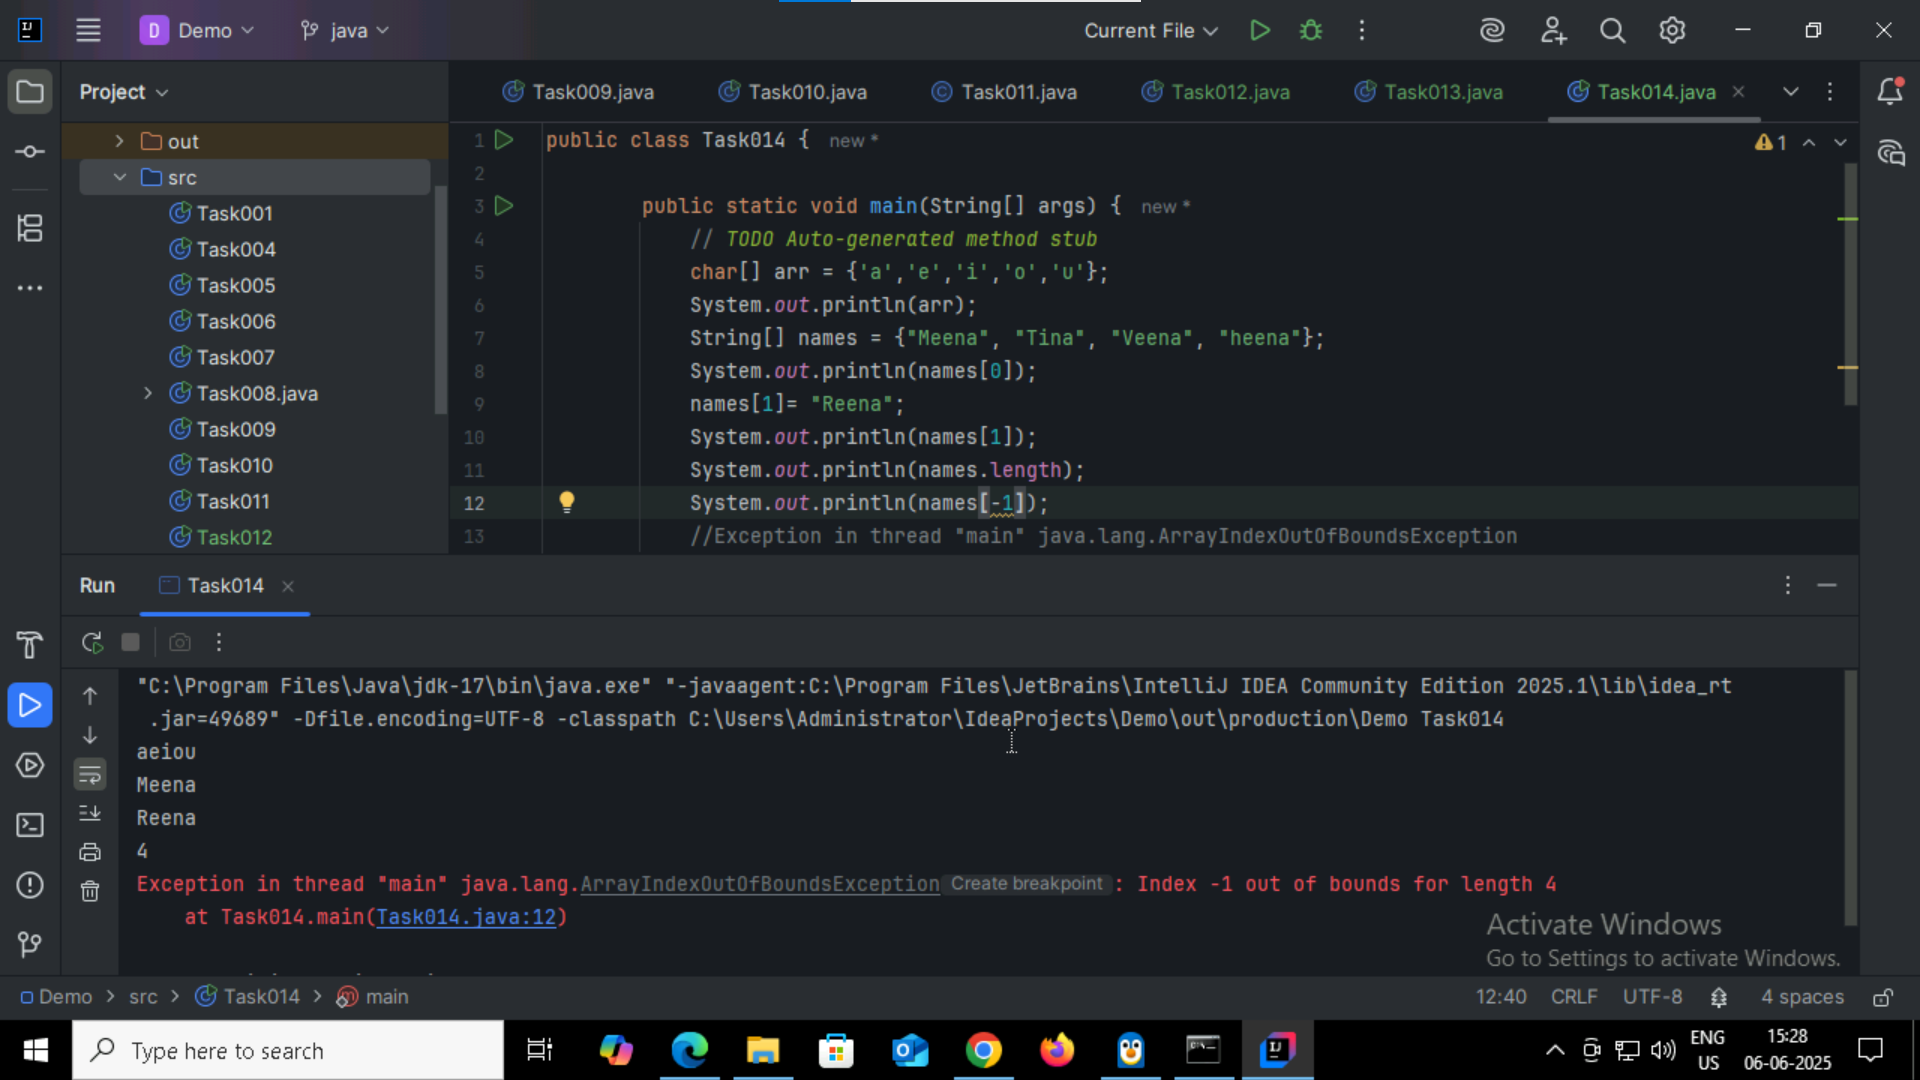 D Demo java Current File
Project
Task009.java Task010.java Task011.java Task012.java Task013.java Task014.java
out
src
Task001
Task004
Task005
Task006
Task007
Task008.java
Task009
Task010
Task011
Task012
1 public class Task014 { new *
1
2
3 public static void main(String[] args) { new *
4 // TODO Auto-generated method stub
5 char[] arr = {'a','e','i','o','u'};
6 System.out.println(arr);
7 String[] names = {"Meena", "Tina", "Veena", "heena"};
8 System.out.println(names[0]);
9 names[1]= "Reena";
10 System.out.println(names[1]);
11 System.out.println(names.length);
12 System.out.println(names[-1]);
13 //Exception in thread "main" java.lang.ArrayIndexOutOfBoundsException
Run Task014
"C:\Program Files\Java\jdk-17\bin\java.exe" "-javaagent:C:\Program Files\JetBrains\IntelliJ IDEA Community Edition 2025.1\lib\idea_rt
.jar=49689" -Dfile.encoding=UTF-8 -classpath C:\Users\Administrator\IdeaProjects\Demo\out\production\Demo Task014
aeiou
Meena
Reena
4
Exception in thread "main" java.lang.ArrayIndexOutOfBoundsException Create breakpoint : Index -1 out of bounds for length 4
at Task014.main(Task014.java:12)
Activate Windows
Go to Settings to activate Windows.
Demo > src > Task014 > main 12:40 CRLF UTF-8 4 spaces
Type here to search
ENG
US
15:28
06-06-2025